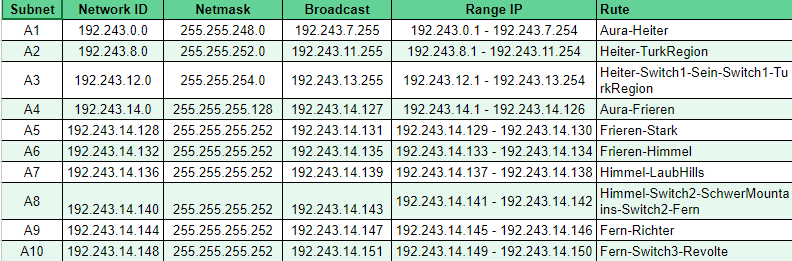 Subnet Network ID Netmask Broadcast Range IP Rute
A1 192.243.0.0 255.255.248.0 192.243.7.255 192.243.0.1 - 192.243.7.254 Aura-Heiter
A2 192.243.8.0 255.255.252.0 192.243.11.255 192.243.8.1 - 192.243.11.254 Heiter-TurkRegion
A3 192.243.12.0 255.255.254.0 192.243.13.255 192.243.12.1 - 192.243.13.254 Heiter-Switch1-Sein-Switch1-Tu
rkRegion
A4 192.243.14.0 255.255.255.128 192.243.14.127 192.243.14.1 - 192.243.14.126 Aura-Frieren
A5 192.243.14.128 255.255.255.252 192.243.14.131 192.243.14.129 - 192.243.14.130 Frieren-Stark
A6 192.243.14.132 255.255.255.252 192.243.14.135 192.243.14.133 - 192.243.14.134 Frieren-Himmel
A7 192.243.14.136 255.255.255.252 192.243.14.139 192.243.14.137 - 192.243.14.138 Himmel-LaubHills
A8 192.243.14.140 255.255.255.252 192.243.14.143 192.243.14.141 - 192.243.14.142 Himmel-Switch2-SchwerMounta
ins-Switch2-Fern
A9 192.243.14.144 255.255.255.252 192.243.14.147 192.243.14.145 - 192.243.14.146 Fern-Richter
A10 192.243.14.148 255.255.255.252 192.243.14.151 192.243.14.149 - 192.243.14.150 Fern-Switch3-Revolte